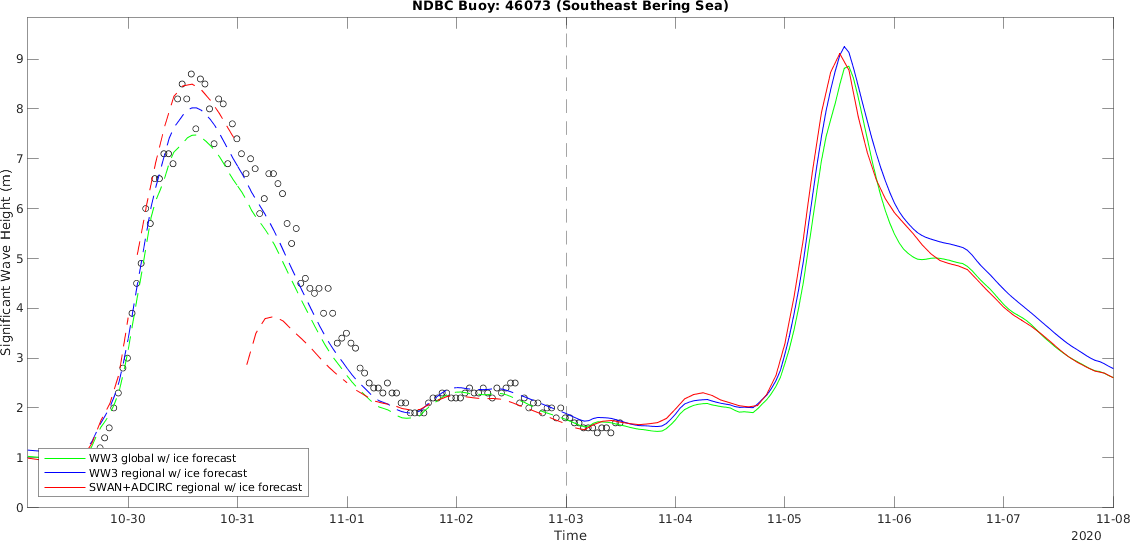 NDBC Buoy: 46073 (Southeast Bering Sea)
Significant Wave Height (m)
9
8
7
6
5
4
3
2
1
0
WW3 global w/ ice forecast
WW3 regional w/ ice forecast
SWAN+ADCIRC regional w/ ice forecast
10-30 10-31 11-01 11-02 11-03 11-04 11-05 11-06 11-07 11-08
Time
2020